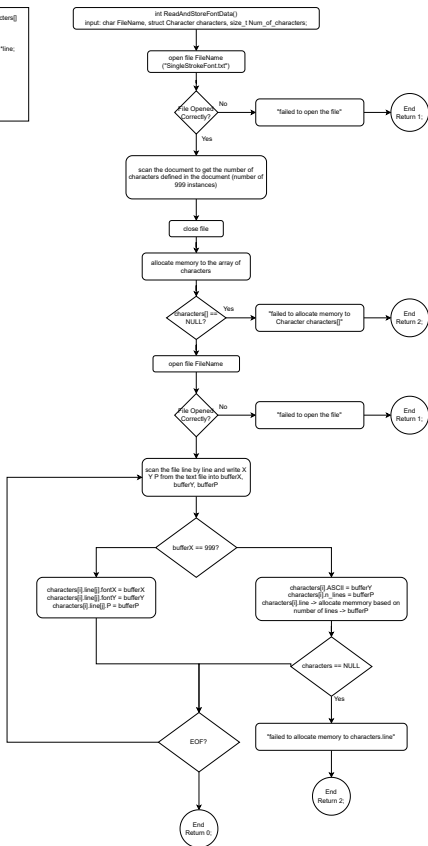 cters[]
*line;
int ReadAndStoreFontData()
input: char FileName, struct Character characters, size_t Num_of_characters;
open file FileName
("SingleStrokeFont.txt")
File Opened
Correctly?
No
"failed to open the file"
End
Return 1;
Yes
scan the document to get the number of
characters defined in the document (number of
999 instances)
close file
allocate memory to the array of
characters
characters[] ==
NULL?
Yes
"failed to allocate memory to
Character characters[]"
End
Return 2;
open file FileName
File Opened
Correctly?
No
"failed to open the file"
End
Return 1;
scan the file line by line and write X
Y P from the text file into bufferX,
bufferY, bufferP
bufferX == 999?
characters[i].line[j].fontX = bufferX
characters[i].line[j].fontY = bufferY
characters[i].line[j].P = bufferP
characters[i].ASCII = bufferY
characters[i].n_lines = bufferP
characters[i].line -> allocate memmory based on
number of lines -> bufferP
characters == NULL
Yes
EOF?
"failed to allocate memory to characters.line"
End
Return 2;
End
Return 0;